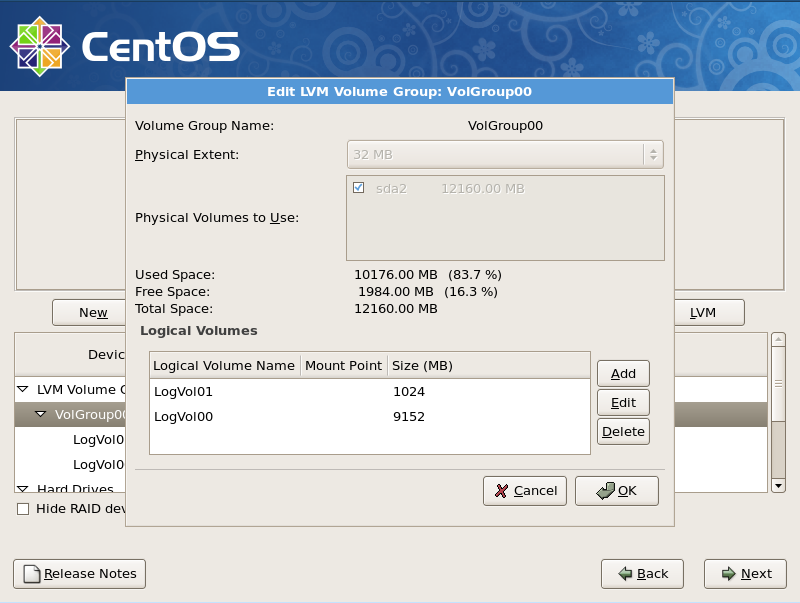 CentOS
Edit LVM Volume Group: VolGroup00
Volume Group Name: VolGroup00
Physical Extent: 32 MB
sda2 12160.00 MB
Physical Volumes to Use:
Used Space: 10176.00 MB (83.7 %)
Free Space: 1984.00 MB (16.3 %)
Total Space: 12160.00 MB
New
LVM
Logical Volumes
Devic
Logical Volume Name Mount Point Size (MB)
Add
LVM Volume G
LogVol01 1024
Edit
VolGroup00
LogVol00 9152
Delete
LogVol0
LogVol0
Hard Drives
Cancel OK
Hide RAID dev
Release Notes Back Next